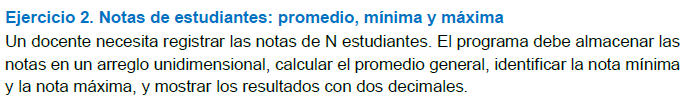 Ejercicio 2. Notas de estudiantes: promedio, mínima y máxima
Un docente necesita registrar las notas de N estudiantes. El programa debe almacenar las
notas en un arreglo unidimensional, calcular el promedio general, identificar la nota mínima
y la nota máxima, y mostrar los resultados con dos decimales.